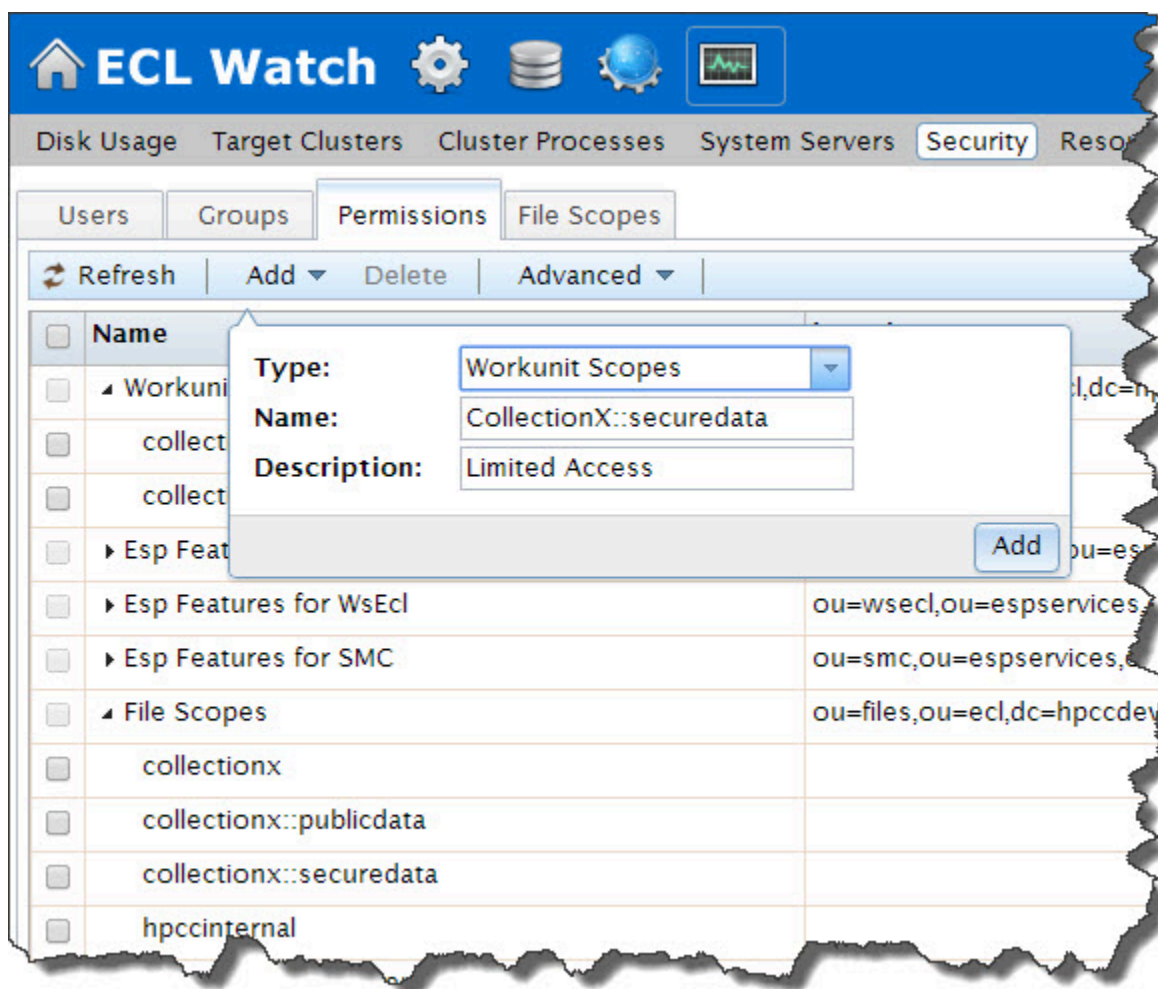 ECL Watch
Disk Usage Target Clusters Cluster Processes System Servers Security
Users Groups Permissions File Scopes
Refresh Add Delete Advanced
Name
Type: Workunit Scopes
Name: CollectionX::securedata
Description: Limited Access
Add
Esp Features for WsEcl ou=wsecl,ou=espservices,
Esp Features for SMC ou=smc,ou=espservices,
File Scopes ou=files,ou=ecl,dc=hpccdev
collectionx
collectionx::publicdata
collectionx::securedata
hpccinternal